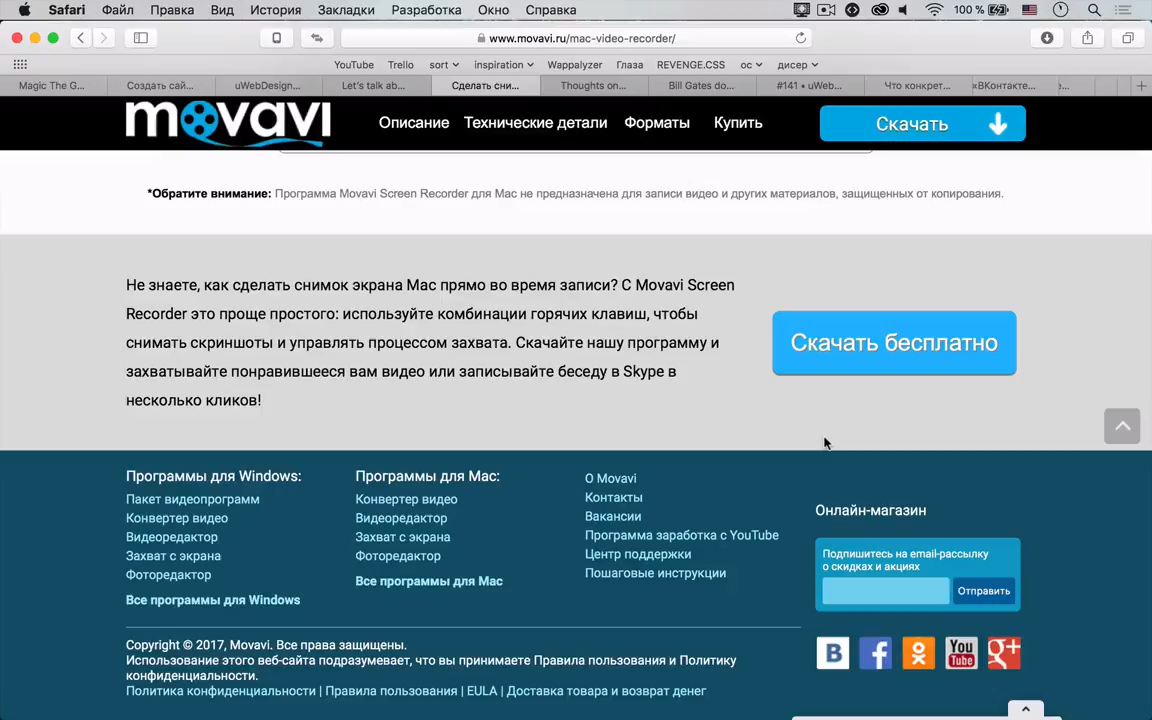 Safari Файл Правка Вид История Закладки Разработка Окно Справка 100 %
www.movavi.ru/mac-video-recorder/
YouTube Trello sort inspiration Wappalyzer Глаза REVENGE.CSS ос дисер
Magic The G... Создать сай... uWebDesign... Let's talk ab... Сделать сни... Thoughts on... Bill Gates do... #141 • uWeb... Что конкрет... «ВКонтакте...
movavi Описание Технические детали Форматы Купить Скачать
*Обратите внимание: Программа Movavi Screen Recorder для Mac не предназначена для записи видео и других материалов, защищенных от копирования.
Не знаете, как сделать снимок экрана Mac прямо во время записи? С Movavi Screen
Recorder это проще простого: используйте комбинации горячих клавиш, чтобы
снимать скриншоты и управлять процессом захвата. Скачайте нашу программу и
захватывайте понравившееся вам видео или записывайте беседу в Skype в
несколько кликов!
Скачать бесплатно
Программы для Windows:
Пакет видеопрограмм
Конвертер видео
Видеоредактор
Захват с экрана
Фоторедактор
Все программы для Windows
Программы для Mac:
Конвертер видео
Видеоредактор
Захват с экрана
Фоторедактор
Все программы для Mac
О Movavi
Контакты
Вакансии
Программа заработка с YouTube
Центр поддержки
Пошаговые инструкции
Онлайн-магазин
Подпишитесь на email-рассылку
о скидках и акциях
Отправить
B f You Tube g+
Copyright © 2017, Movavi. Все права защищены.
Использование этого веб-сайта подразумевает, что вы принимаете Правила пользования и Политику
конфиденциальности.
Политика конфиденциальности | Правила пользования | EULA | Доставка товара и возврат денег